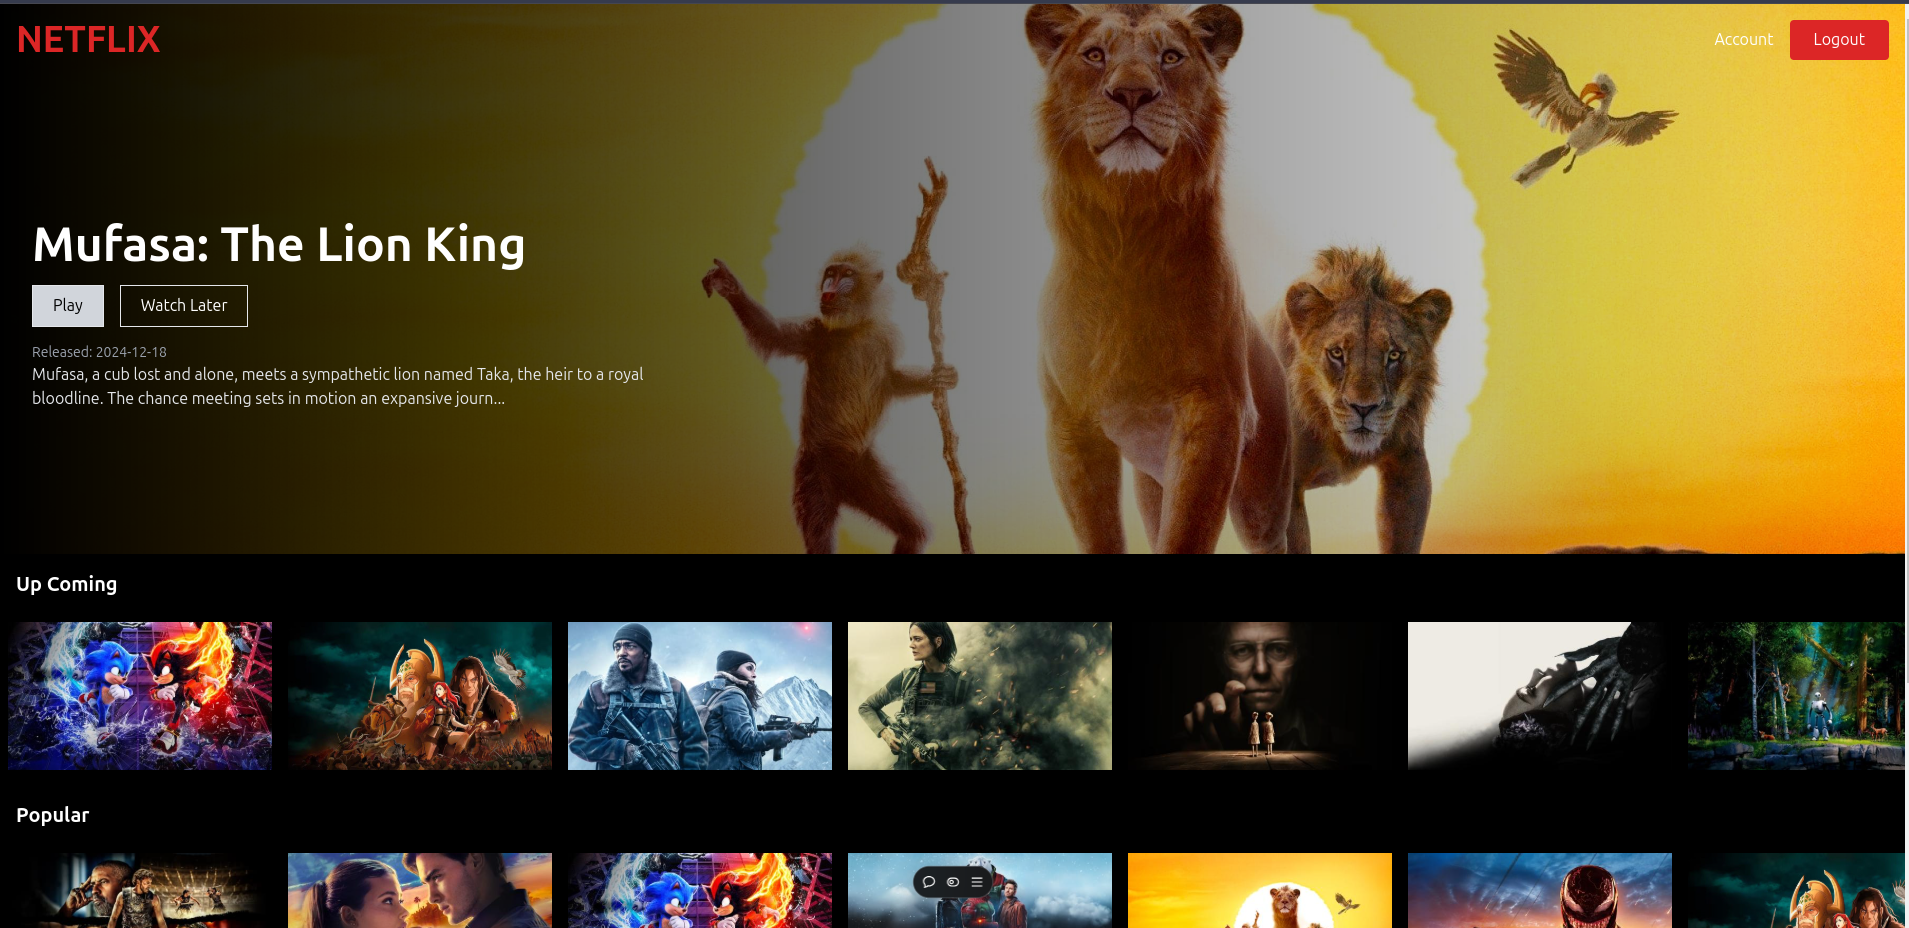 NETFLIX
Account
Logout
Mufasa: The Lion King
Play
Watch Later
Released: 2024-12-18
Mufasa, a cub lost and alone, meets a sympathetic lion named Taka, the heir to a royal
bloodline. The chance meeting sets in motion an expansive journ...
Up Coming
Popular